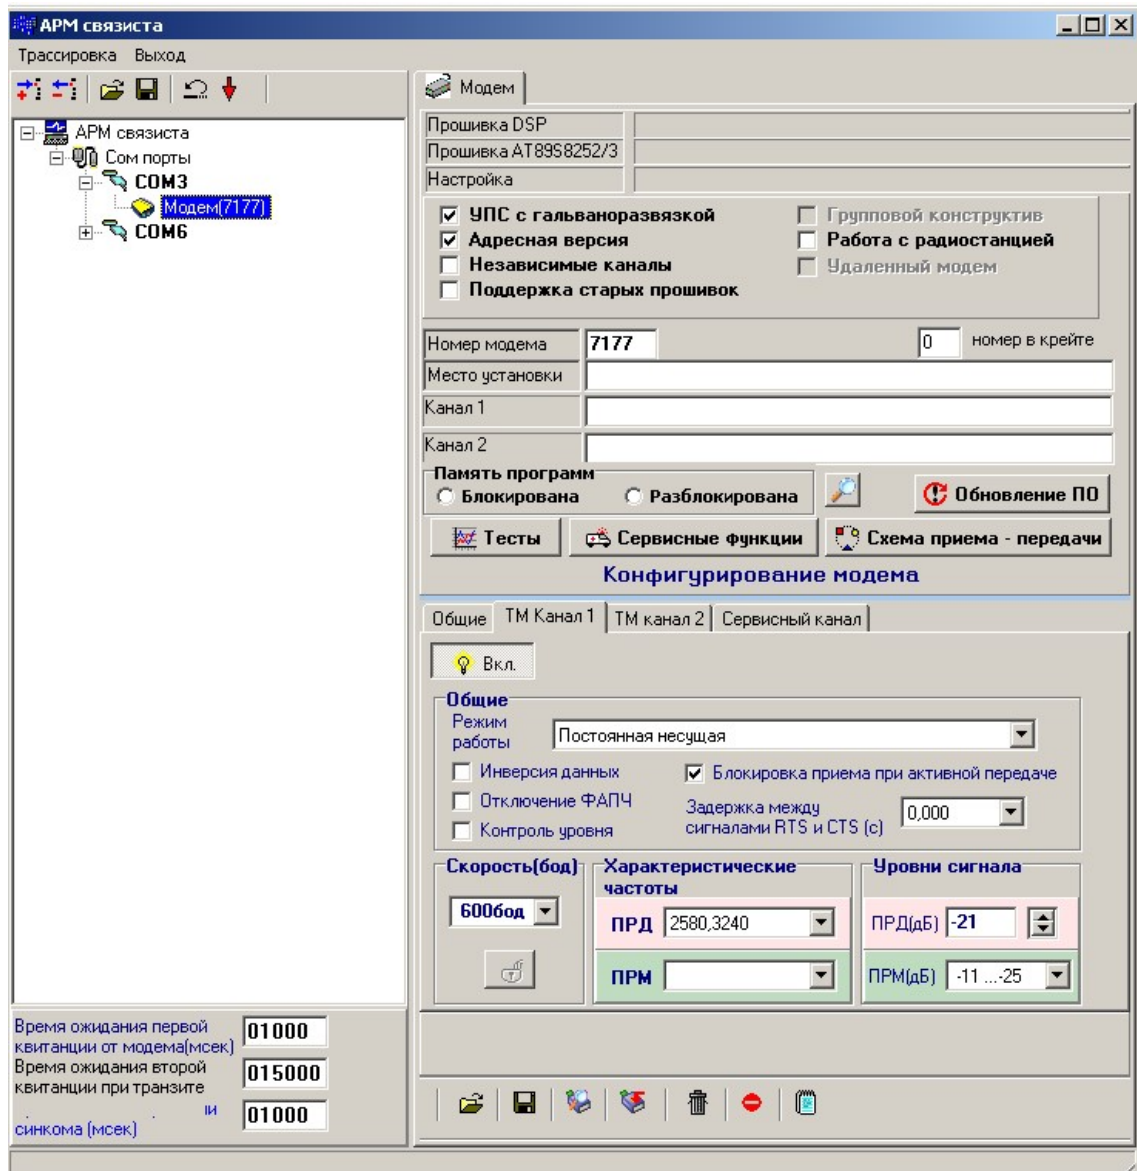 АРМ связиста
Трассировка Выход
Модем
АРМ связиста
Сом порты
COM3
Модем(7177)
COM6
Прошивка DSP
Прошивка AT89S8252/3
Настройка
УПС с гальваноразвязкой
Групповой конструктив
Адресная версия
Работа с радиостанцией
Независимые каналы
Удаленный модем
Поддержка старых прошивок
Номер модема 7177 0 номер в крейте
Место установки
Канал 1
Канал 2
Память программ
Блокирована Разблокирована
Обновление ПО
Тесты Сервисные функции Схема приема - передачи
Конфигурирование модема
Общие ТМ Канал 1 ТМ канал 2 Сервисный канал
Вкл.
Общие
Режим
работы
Постоянная несущая
Инверсия данных
Блокировка приема при активной передаче
Отключение ФАПЧ
Контроль уровня
Задержка между
сигналами RTS и CTS (с)
0,000
Скорость(бод)
600бод
Характеристические
частоты
ПРД 2580,3240
ПРМ
Уровни сигнала
ПРД(дБ) -21
ПРМ(дБ) -11 ...-25
Время ожидания первой
квитанции от модема(мсек)
01000
Время ожидания второй
квитанции при транзите
015000
синкома (мсек)
01000